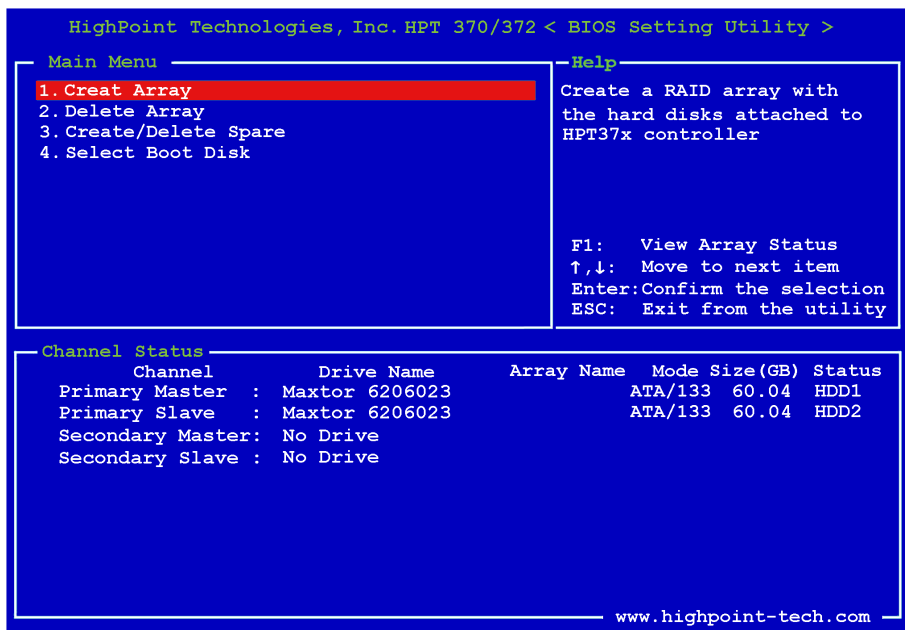 HighPoint Technologies, Inc. HPT 370/372 < BIOS Setting Utility >
Main Menu
1. Creat Array
2. Delete Array
3. Create/Delete Spare
4. Select Boot Disk
Help
Create a RAID array with
the hard disks attached to
HPT37x controller
F1: View Array Status
↑,↓: Move to next item
Enter:Confirm the selection
ESC: Exit from the utility
Channel Status
Channel Drive Name Array Name Mode Size(GB) Status
Primary Master : Maxtor 6206023 ATA/133 60.04 HDD1
Primary Slave : Maxtor 6206023 ATA/133 60.04 HDD2
Secondary Master: No Drive
Secondary Slave : No Drive
www.highpoint-tech.com